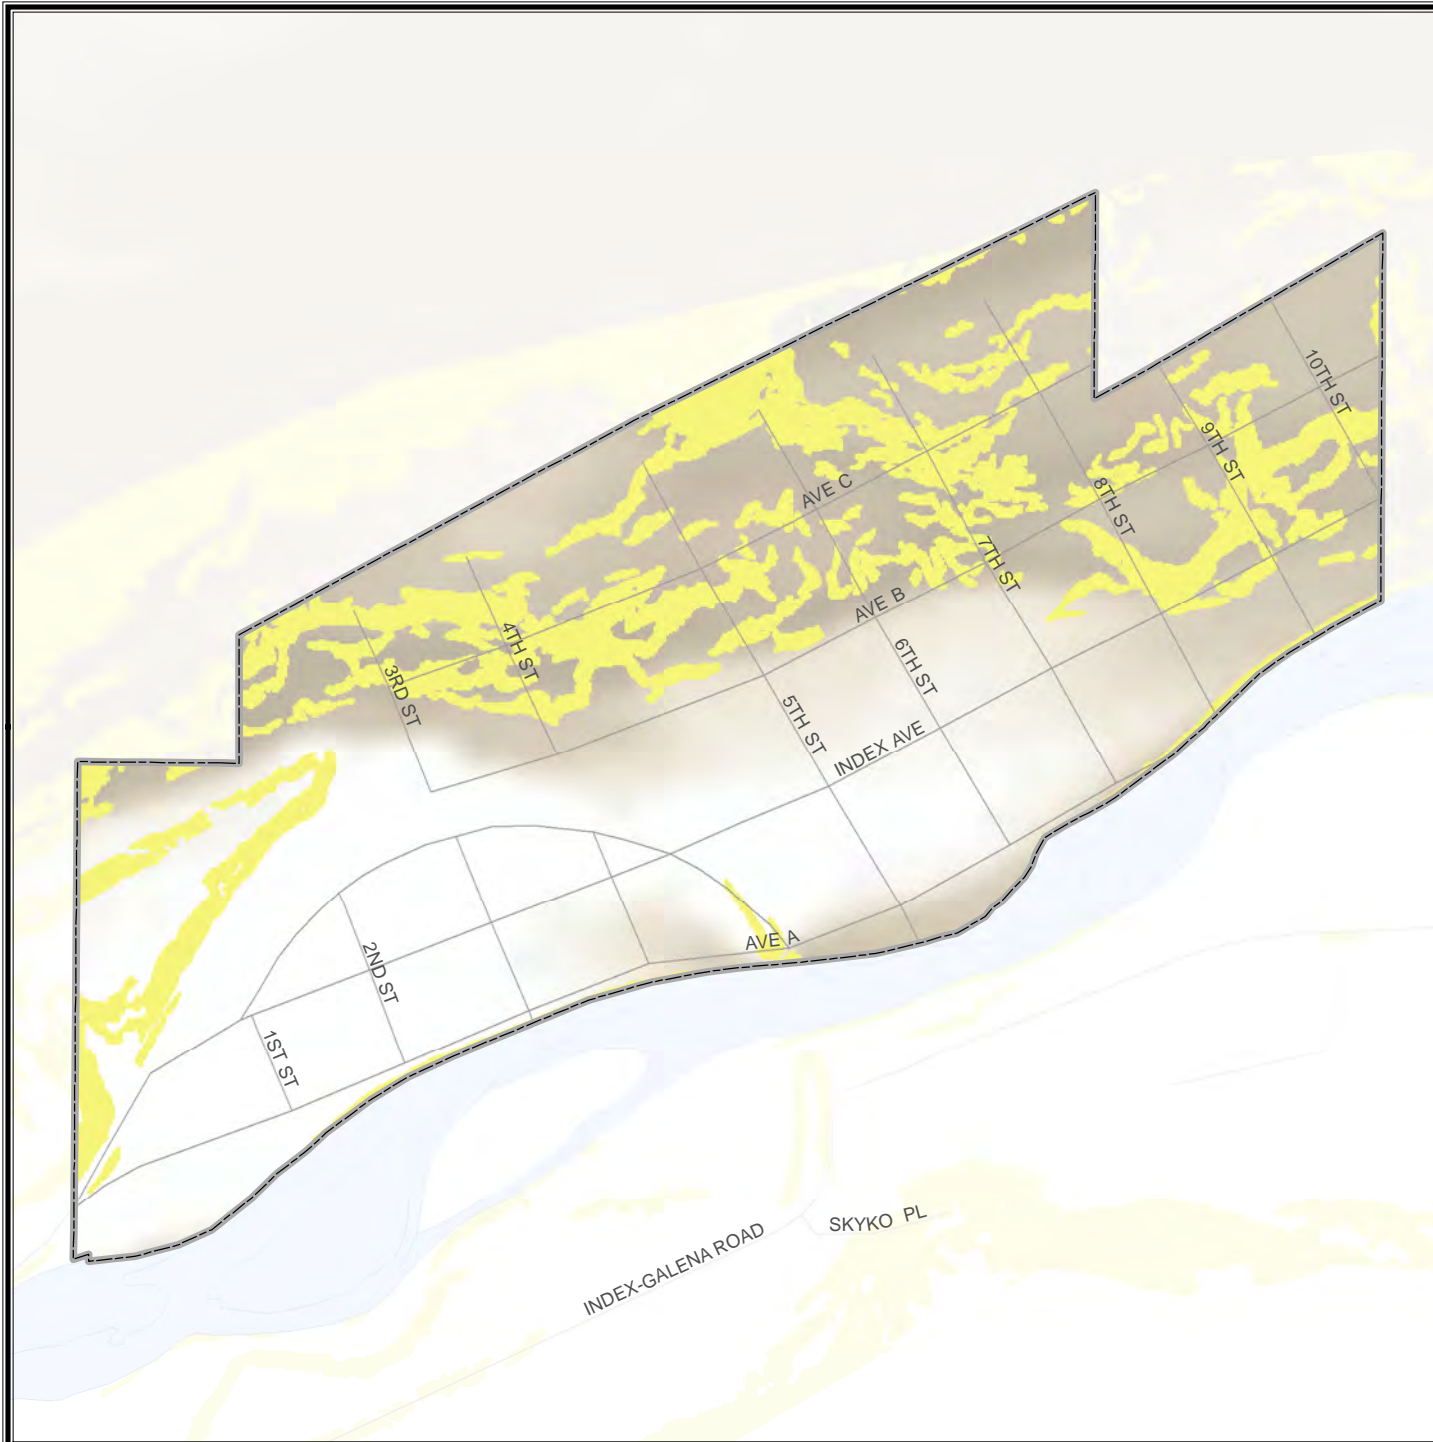 10TH ST
9TH ST
AVE C
8TH ST
7TH ST
AVE B
4TH ST
6TH ST
3RD ST
5TH ST
INDEX AVE
AVE A
2ND ST
1ST ST
SKYKO PL
INDEX-GALENA ROAD